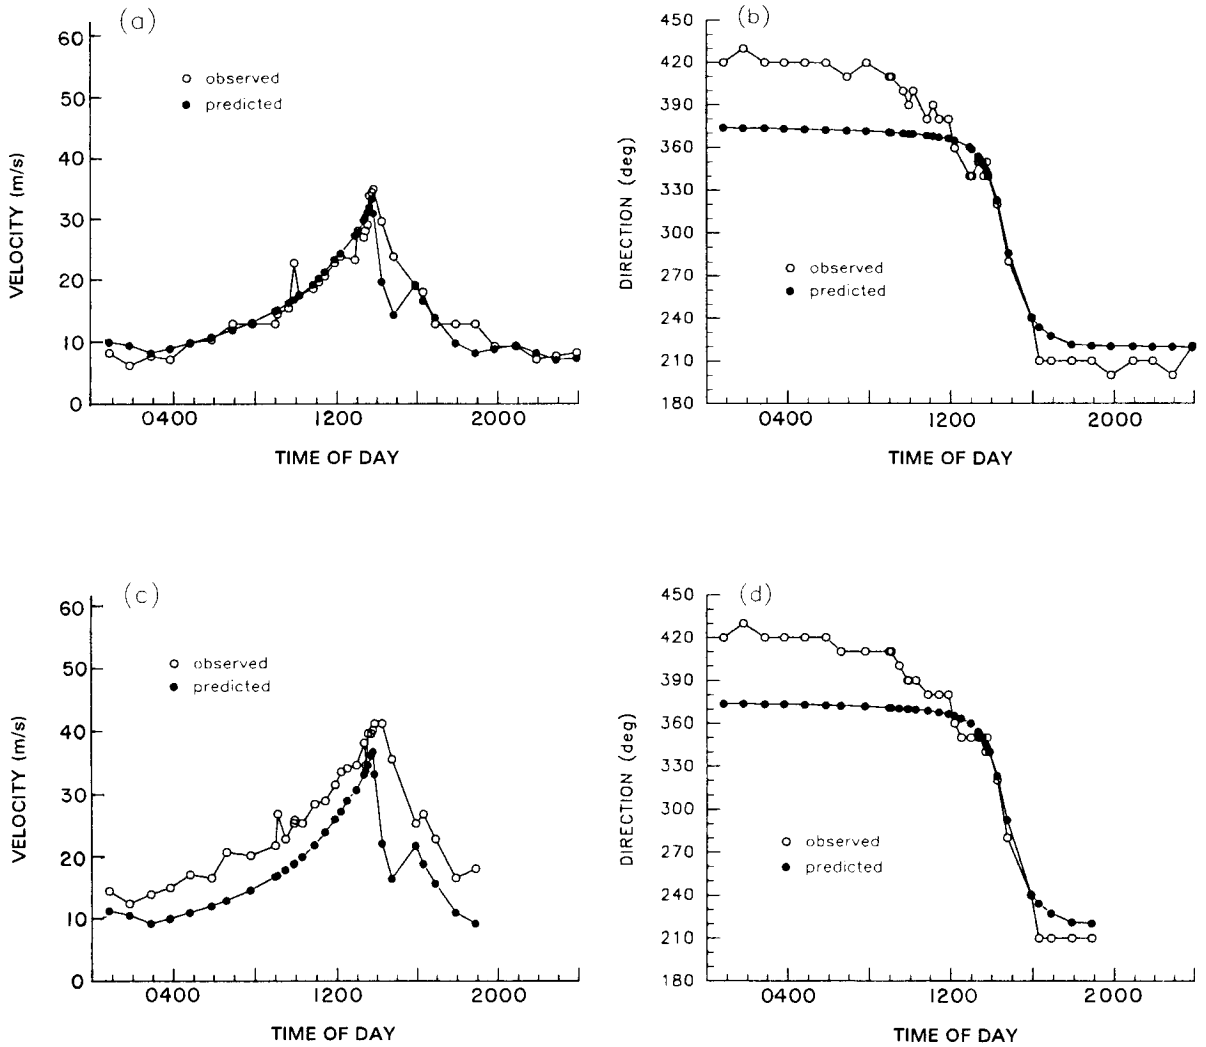 (a)
60
50
40
30
20
10
0
VELOCITY (m/s)
observed
predicted
0400
1200
2000
TIME OF DAY
(b)
450
420
390
360
330
300
270
240
210
180
DIRECTION (deg)
observed
predicted
0400
1200
2000
TIME OF DAY
(c)
60
50
40
30
20
10
0
VELOCITY (m/s)
observed
predicted
0400
1200
2000
TIME OF DAY
(d)
450
420
390
360
330
300
270
240
210
180
DIRECTION (deg)
observed
predicted
0400
1200
2000
TIME OF DAY